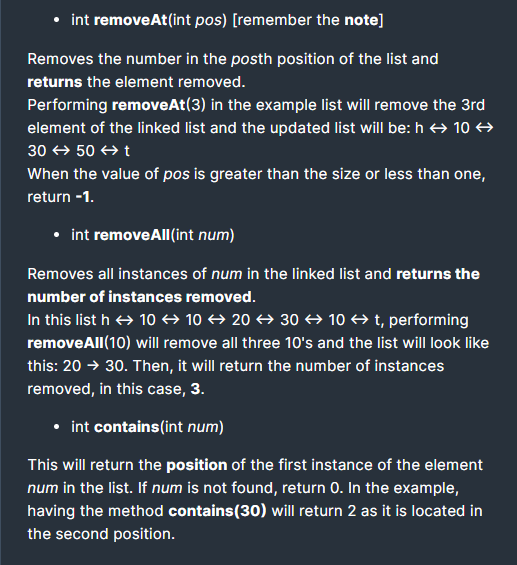 • int removeAt(int pos) [remember the note]
Removes the number in the posth position of the list and
returns the element removed.
Performing removeAt(3) in the example list will remove the 3rd
element of the linked list and the updated list will be: h ↔ 10 ↔
30 ↔ 50 ↔ t
When the value of pos is greater than the size or less than one,
return -1.
• int removeAll(int num)
Removes all instances of num in the linked list and returns the
number of instances removed.
In this list h ↔ 10 ↔ 10 ↔ 20 ↔ 30 ↔ 10 ↔ t, performing
removeAll(10) will remove all three 10's and the list will look like
this: 20 → 30. Then, it will return the number of instances
removed, in this case, 3.
• int contains(int num)
This will return the position of the first instance of the element
num in the list. If num is not found, return 0. In the example,
having the method contains(30) will return 2 as it is located in
the second position.